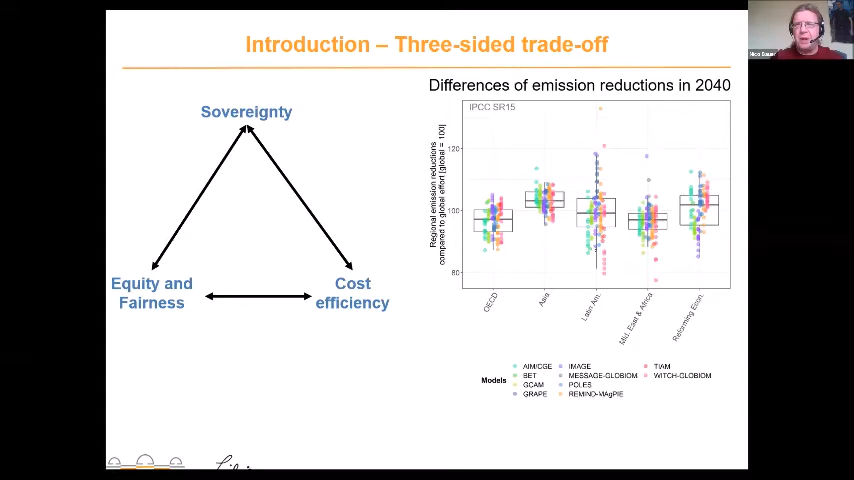 Introduction – Three-sided trade-off
Sovereignty
Equity and
Fairness
Cost
efficiency
Differences of emission reductions in 2040
IPCC SR15
Regional emission reductions
compared to global effort [global = 100]
120
100
80
OECD
Asia
Latin Am.
Mid. East & Africa
Reforming Econ.
Models
AIM/CGE
BET
GCAM
GRAPE
IMAGE
MESSAGE-GLOBIOM
POLES
REMIND-MAgPIE
TIAM
WITCH-GLOBIOM
Nico Bauer